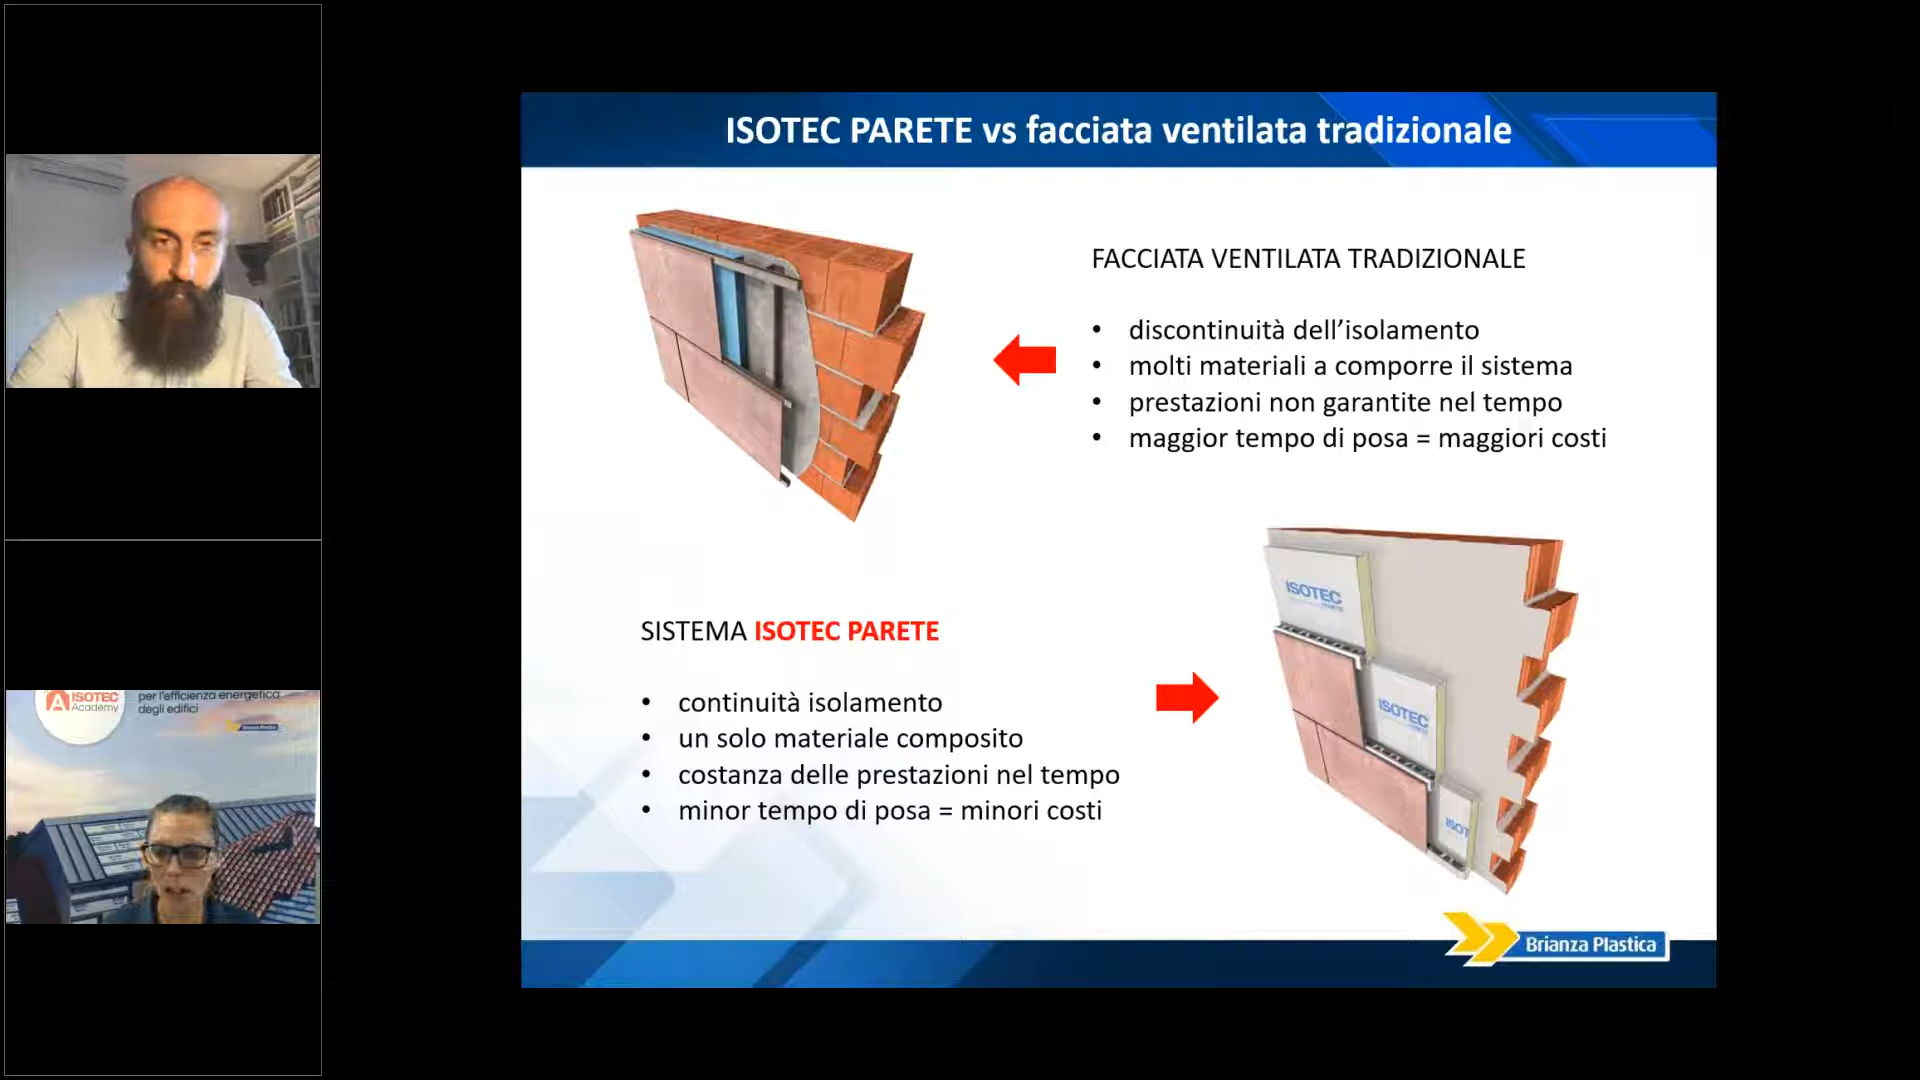 ISOTEC PARETE vs facciata ventilata tradizionale
FACCIATA VENTILATA TRADIZIONALE
• discontinuità dell’isolamento
• molti materiali a comporre il sistema
• prestazioni non garantite nel tempo
• maggior tempo di posa = maggiori costi
ISOTEC
SISTEMA ISOTEC PARETE
• continuità isolamento
• un solo materiale composito
• costanza delle prestazioni nel tempo
• minor tempo di posa = minori costi
ISOTEC
ISOT
Brianza Plastica
ISOTEC
Academy
per l'efficienza energetica
degli edifici
Brianza Plastica